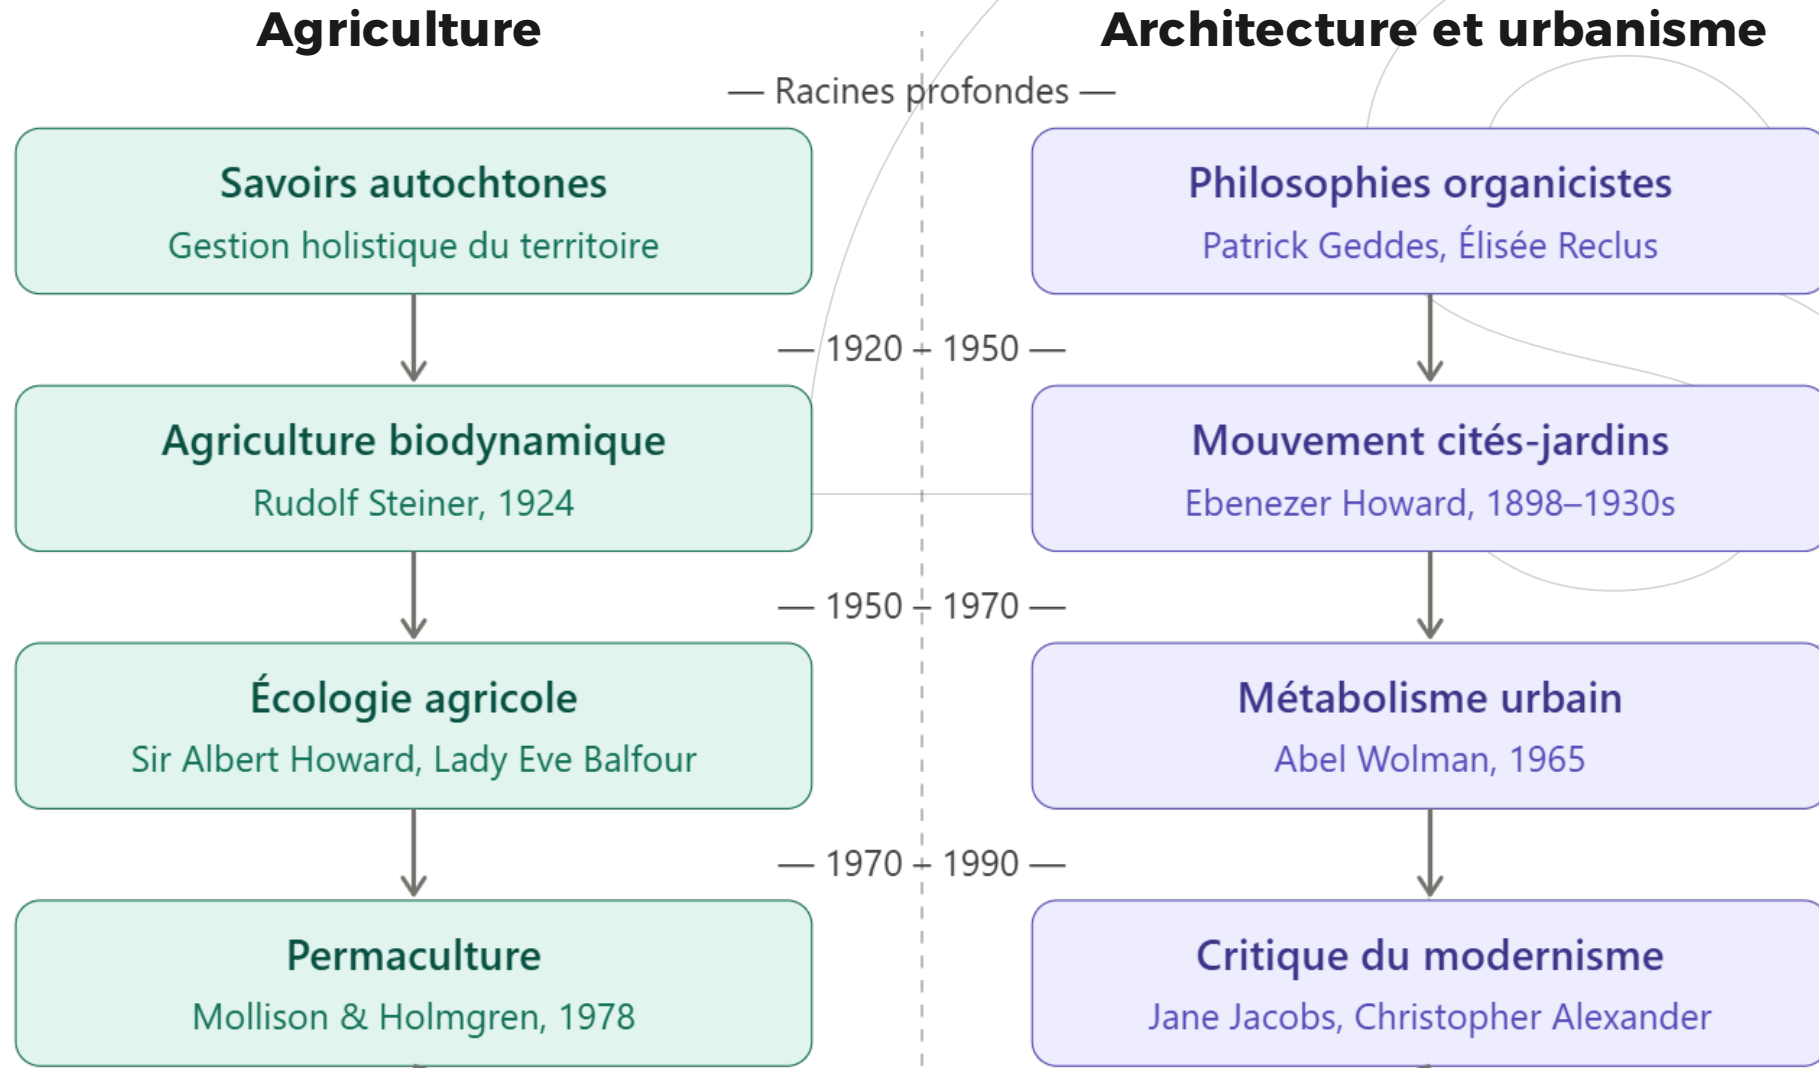 Agriculture
Architecture et urbanisme
— Racines profondes —
Savoirs autochtones
Gestion holistique du territoire
Philosophies organicistes
Patrick Geddes, Élisée Reclus
— 1920 – 1950 —
Agriculture biodynamique
Rudolf Steiner, 1924
Mouvement cités-jardins
Ebenezer Howard, 1898–1930s
— 1950 – 1970 —
Écologie agricole
Sir Albert Howard, Lady Eve Balfour
Métabolisme urbain
Abel Wolman, 1965
— 1970 – 1990 —
Permaculture
Mollison & Holmgren, 1978
Critique du modernisme
Jane Jacobs, Christopher Alexander